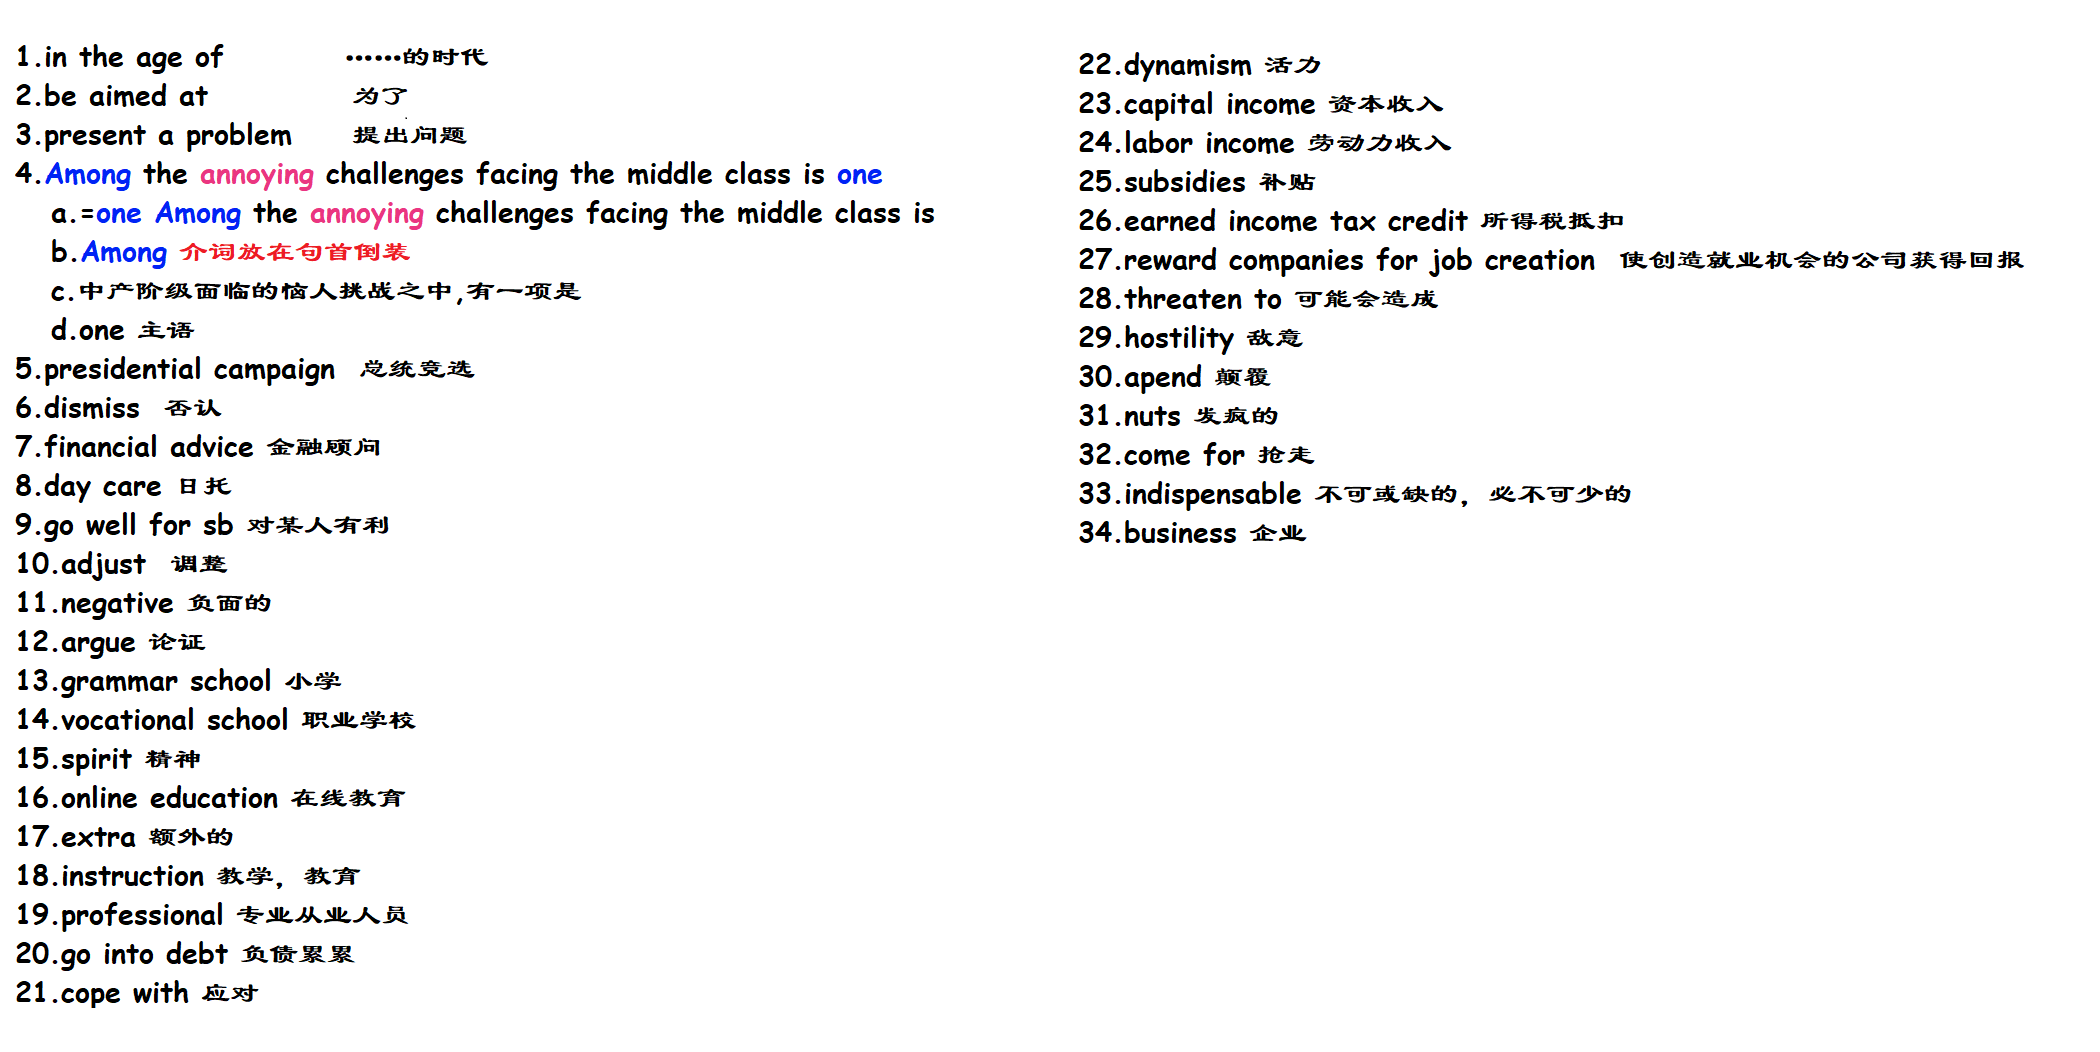 1.in the age of ……的时代
2.be aimed at 为了
3.present a problem 提出问题
4.Among the annoying challenges facing the middle class is one
a.=one Among the annoying challenges facing the middle class is
b.Among 介词放在句首倒装
c.中产阶级面临的恼人挑战之中,有一项是
d.one 主语
5.presidential campaign 总统竞选
6.dismiss 否认
7.financial advice 金融顾问
8.day care 日托
9.go well for sb 对某人有利
10.adjust 调整
11.negative 负面的
12.argue 论证
13.grammar school 小学
14.vocational school 职业学校
15.spirit 精神
16.online education 在线教育
17.extra 额外的
18.instruction 教学，教育
19.professional 专业从业人员
20.go into debt 负债累累
21.cope with 应对
22.dynamism 活力
23.capital income 资本收入
24.labor income 劳动力收入
25.subsidies 补贴
26.earned income tax credit 所得税抵扣
27.reward companies for job creation 使创造就业机会的公司获得回报
28.threaten to 可能会造成
29.hostility 敌意
30.apend 颠覆
31.nuts 发疯的
32.come for 抢走
33.indispensable 不可或缺的，必不可少的
34.business 企业